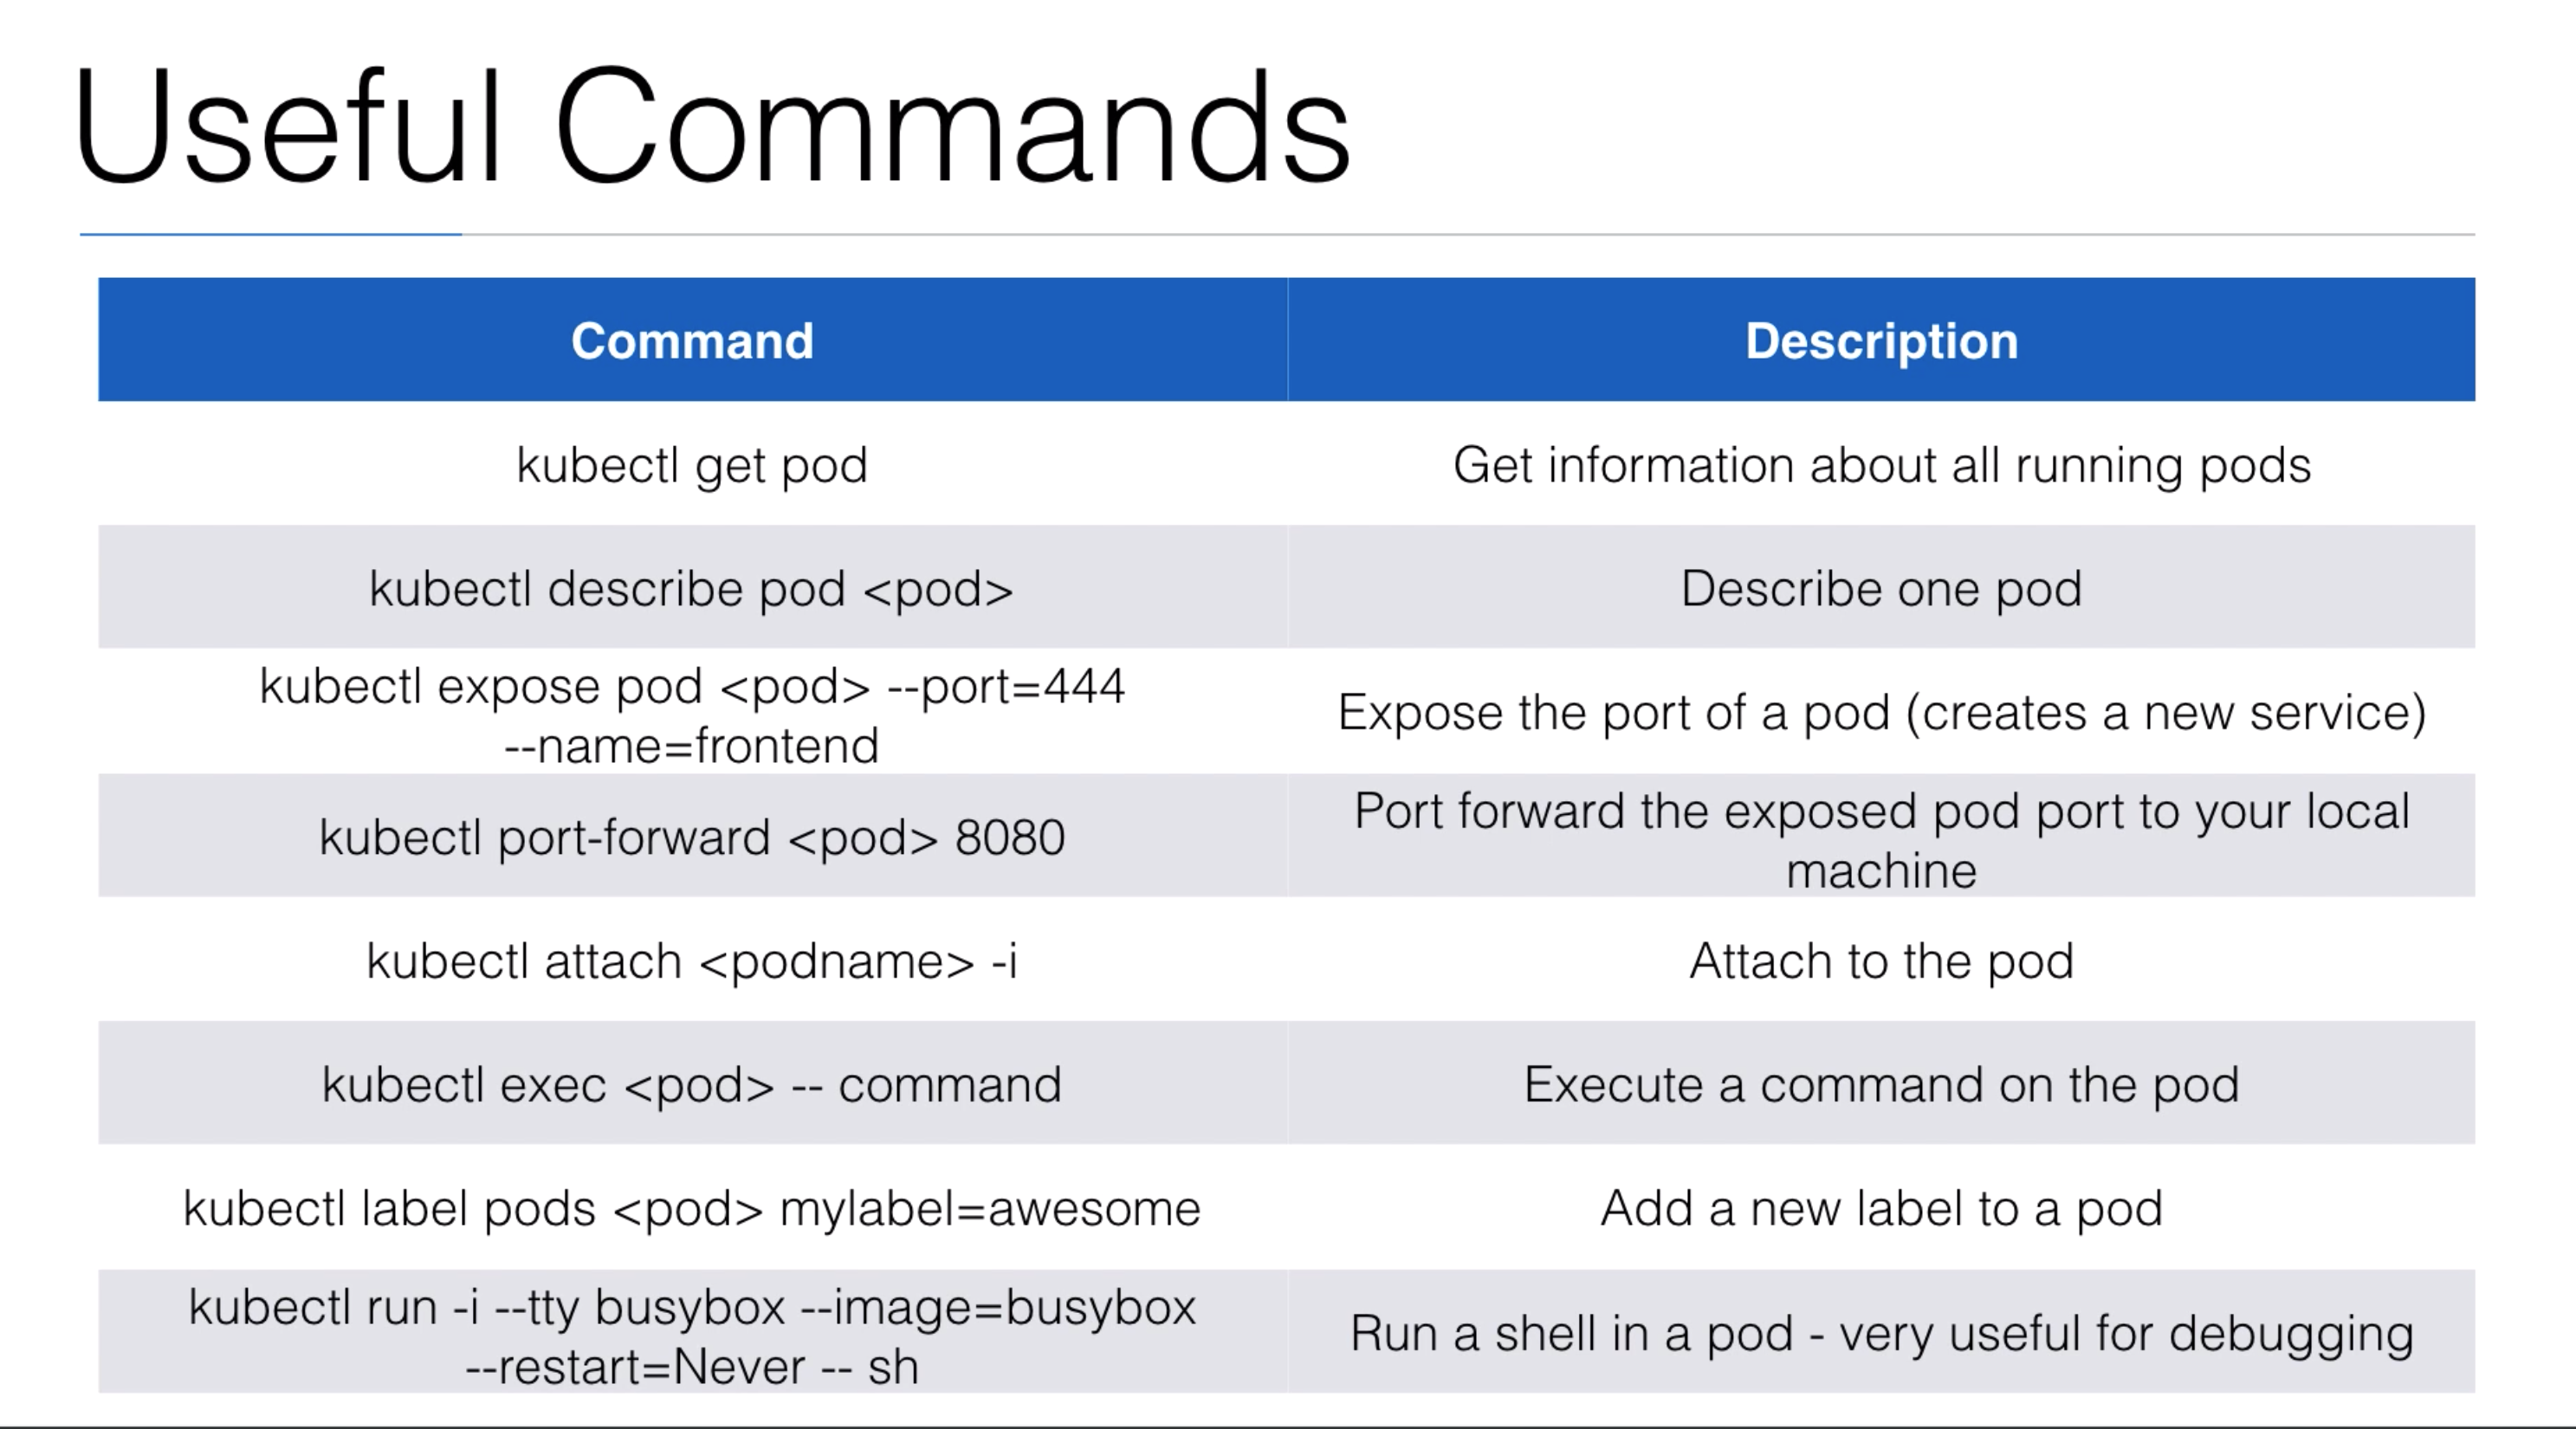 Useful Commands
Command
Description
kubectl get pod
Get information about all running pods
kubectl describe pod <pod>
Describe one pod
kubectl expose pod <pod> --port=444
--name=frontend
Expose the port of a pod (creates a new service)
kubectl port-forward <pod> 8080
Port forward the exposed pod port to your local
machine
kubectl attach <podname> -i
Attach to the pod
kubectl exec <pod> -- command
Execute a command on the pod
kubectl label pods <pod> mylabel=awesome
Add a new label to a pod
kubectl run -i --tty busybox --image=busybox
--restart=Never -- sh
Run a shell in a pod - very useful for debugging